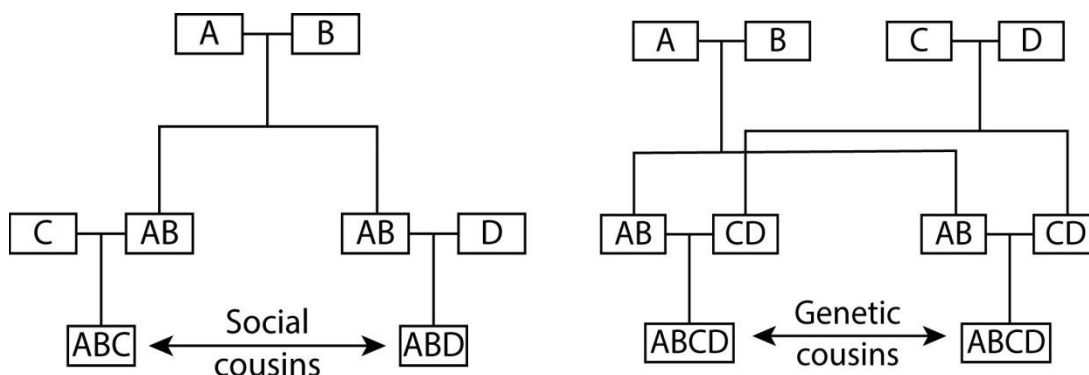 A B
C AB AB D
ABC Social cousins ABD
A B C D
AB CD AB CD
ABCD Genetic cousins ABCD